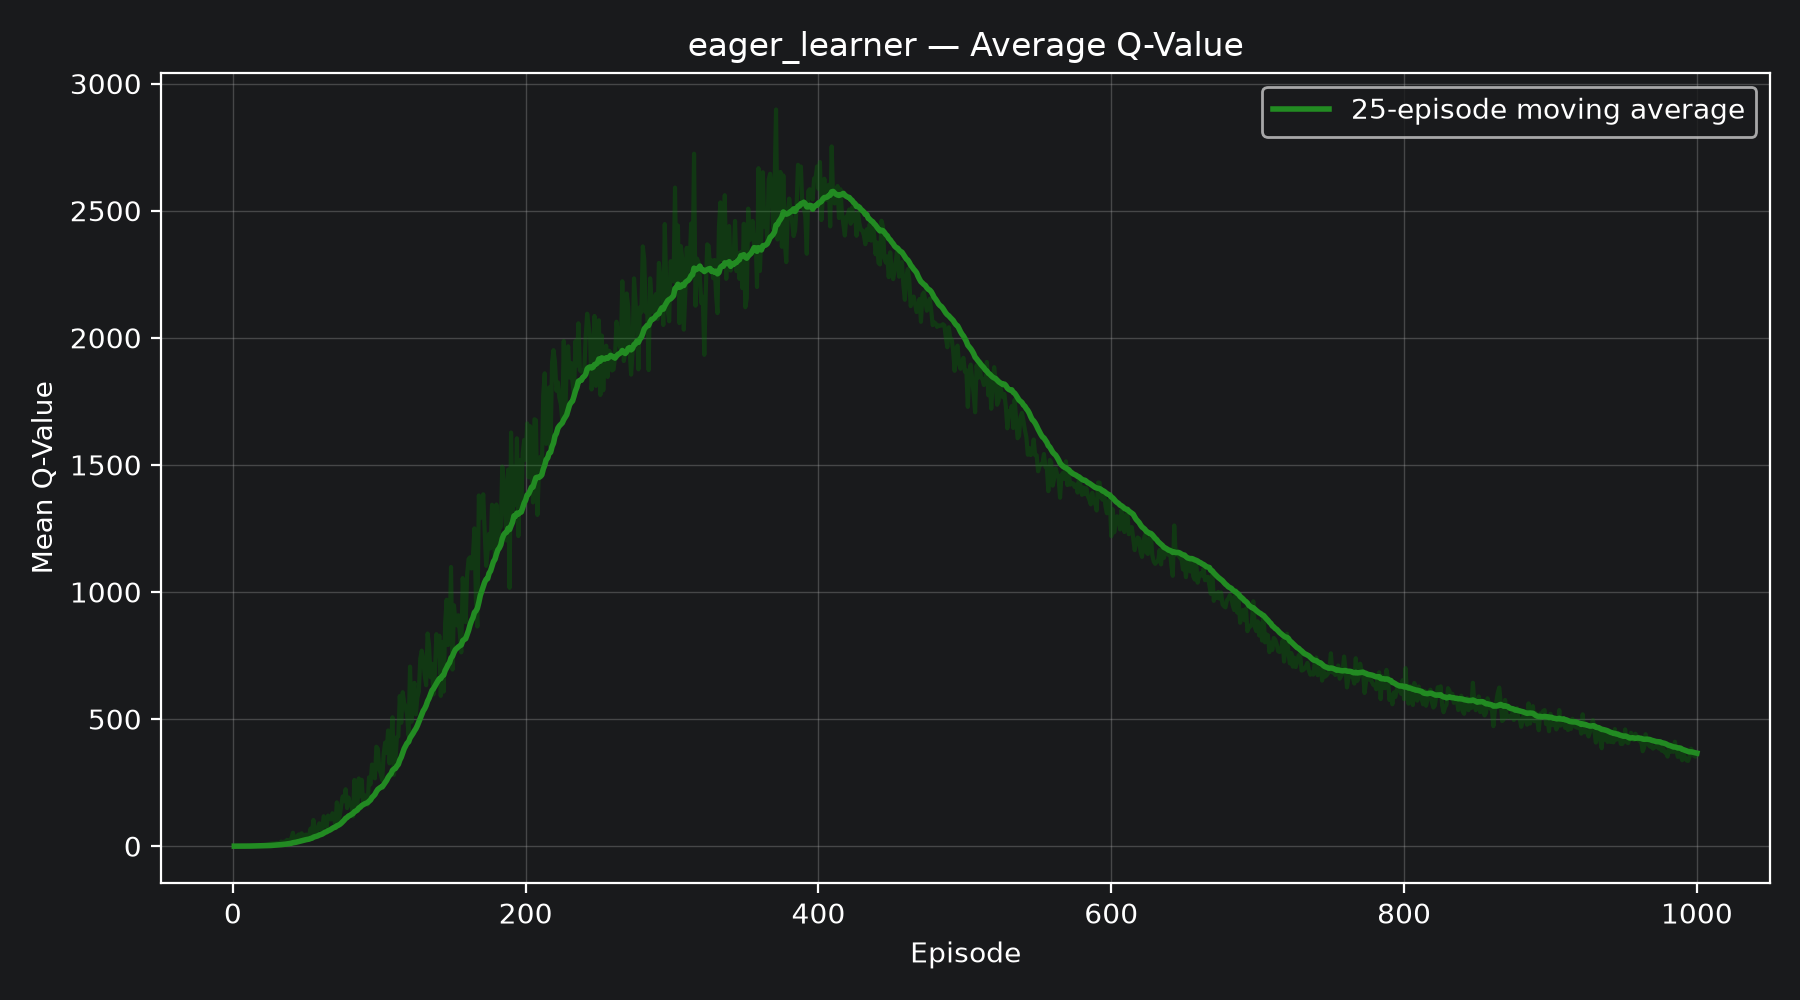 eager_learner — Average Q-Value
25-episode moving average
Mean Q-Value
3000
2500
2000
1500
1000
500
0
0 200 400 600 800 1000
Episode